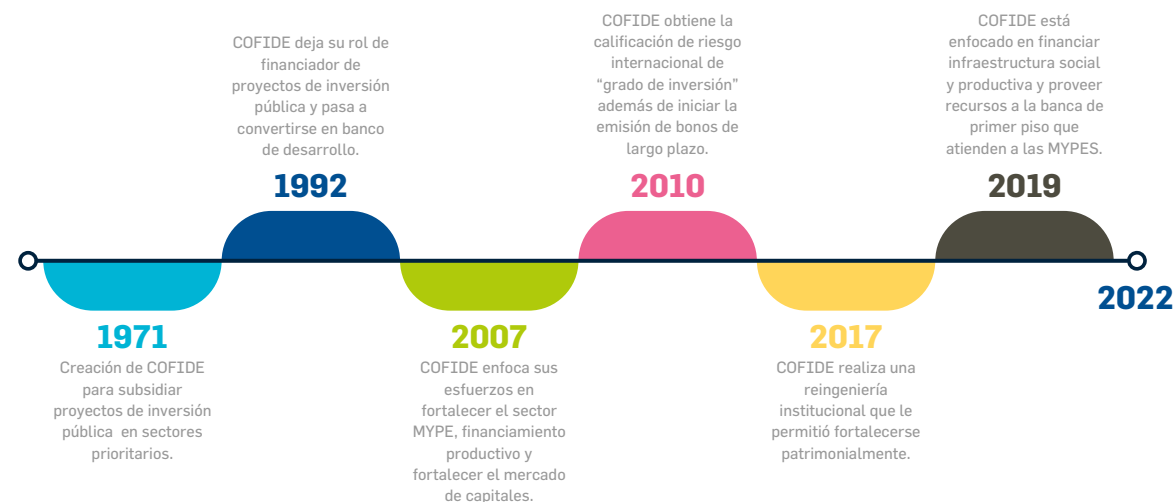 COFIDE deja su rol de
financiador de
proyectos de inversión
pública y pasa a
convertirse en banco
de desarrollo.
1992
COFIDE obtiene la
calificación de riesgo
internacional de
“grado de inversión”
además de iniciar la
emisión de bonos de
largo plazo.
2010
COFIDE está
enfocado en financiar
infraestructura social
y productiva y proveer
recursos a la banca de
primer piso que
atienden a las MYPES.
2019
2022
1971
Creación de COFIDE
para subsidiar
proyectos de inversión
pública en sectores
prioritarios.
2007
COFIDE enfoca sus
esfuerzos en
fortalecer el sector
MYPE, financiamiento
productivo y
fortalecer el mercado
de capitales.
2017
COFIDE realiza una
reingeniería
institucional que le
permitió fortalecerse
patrimonialmente.